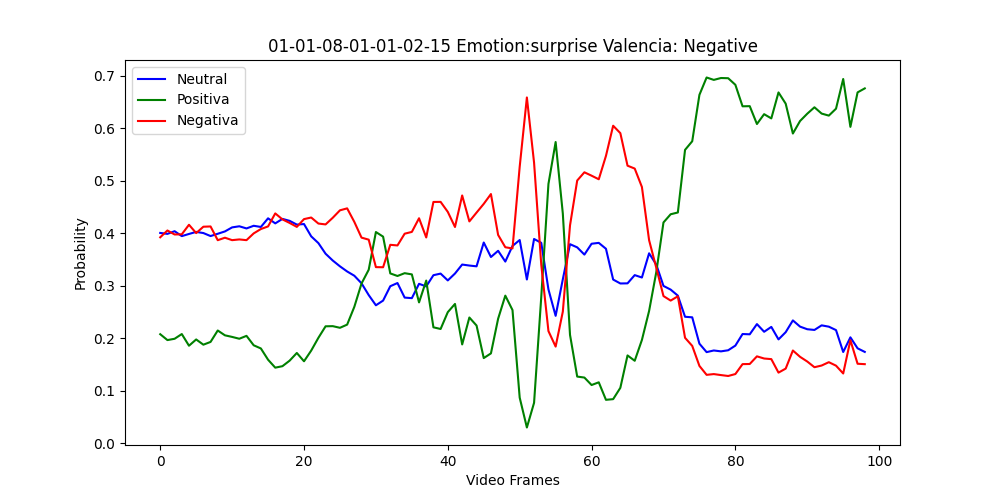 01-01-08-01-01-02-15 Emotion:surprise Valencia: Negative
Neutral
Positiva
Negativa
Probability
0.7
0.6
0.5
0.4
0.3
0.2
0.1
0.0
0 20 40 60 80 100
Video Frames